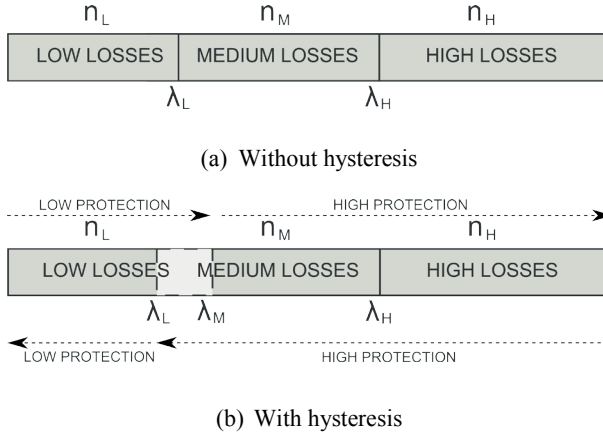 n_L n_M n_H
LOW LOSSES MEDIUM LOSSES HIGH LOSSES
λ_L λ_H
(a) Without hysteresis
LOW PROTECTION HIGH PROTECTION
n_L n_M n_H
LOW LOSSES MEDIUM LOSSES HIGH LOSSES
λ_L λ_M λ_H
LOW PROTECTION HIGH PROTECTION
(b) With hysteresis